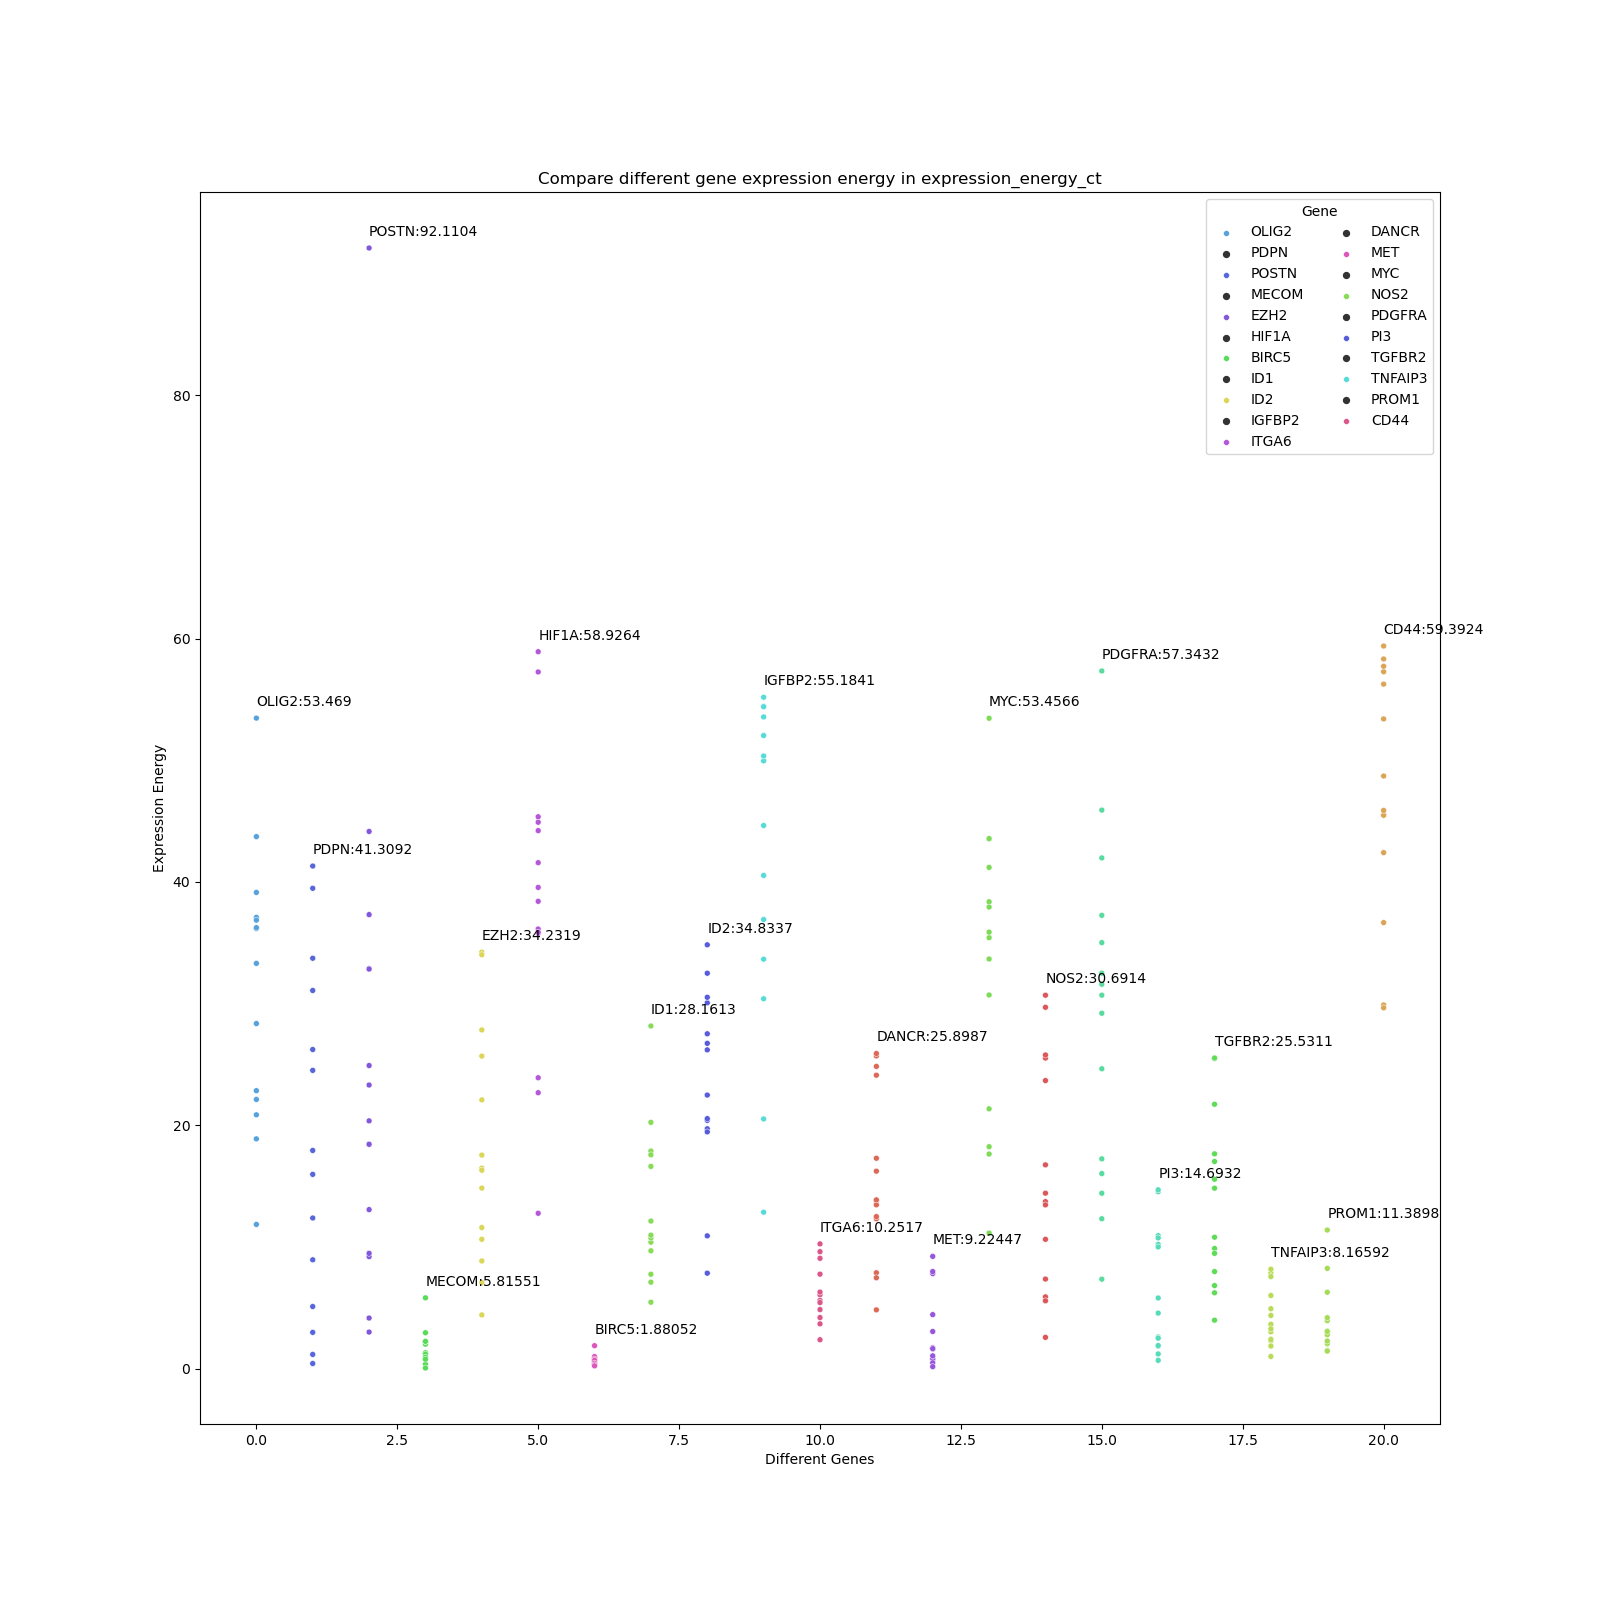 Compare different gene expression energy in expression_energy_ct
Gene
OLIG2
PDPN
POSTN
MECOM
EZH2
HIF1A
BIRC5
ID1
ID2
IGFBP2
ITGA6
DANCR
MET
MYC
NOS2
PDGFRA
PI3
TGFBR2
TNFAIP3
PROM1
CD44
POSTN:92.1104
HIF1A:58.9264
CD44:59.3924
PDGFRA:57.3432
IGFBP2:55.1841
OLIG2:53.469
MYC:53.4566
PDPN:41.3092
EZH2:34.2319
ID2:34.8337
NOS2:30.6914
ID1:28.1613
DANCR:25.8987
TGFBR2:25.5311
PI3:14.6932
PROM1:11.3898
ITGA6:10.2517
MET:9.22447
TNFAIP3:8.16592
MECOM:5.81551
BIRC5:1.88052
Expression Energy
80
60
40
20
0
0.0
2.5
5.0
7.5
10.0
12.5
15.0
17.5
20.0
Different Genes